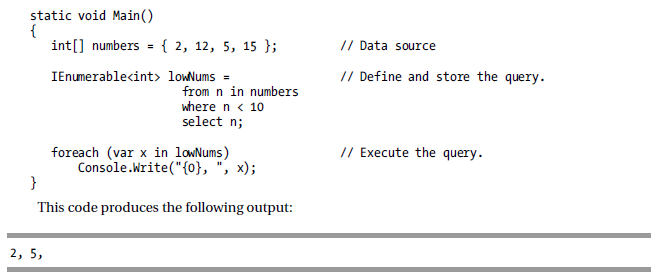 static void Main()
{
int[] numbers = { 2, 12, 5, 15 }; // Data source
IEnumerable<int> lowNums = // Define and store the query.
from n in numbers
where n < 10
select n;
foreach (var x in lowNums) // Execute the query.
Console.Write("{0}, ", x);
}
This code produces the following output:
2, 5,